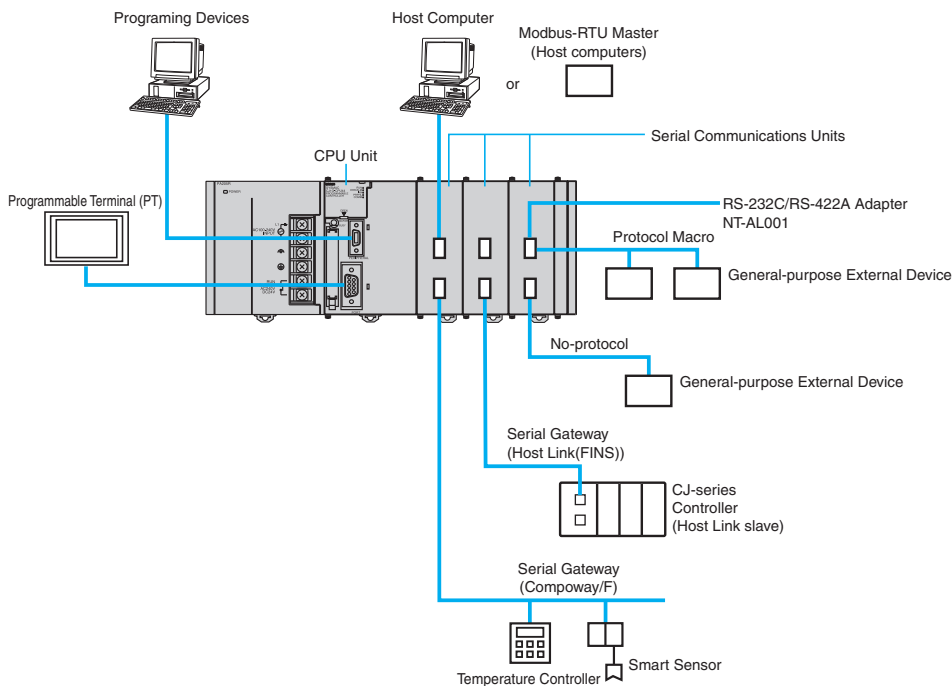 Programing Devices
Host Computer
Modbus-RTU Master
(Host computers)
or
Serial Communications Units
CPU Unit
Programmable Terminal (PT)
POWER
RS-232C/RS-422A Adapter
NT-AL001
Protocol Macro
General-purpose External Device
No-protocol
General-purpose External Device
Serial Gateway
(Host Link(FINS))
CJ-series
Controller
(Host Link slave)
Serial Gateway
(Compoway/F)
Temperature Controller
Smart Sensor